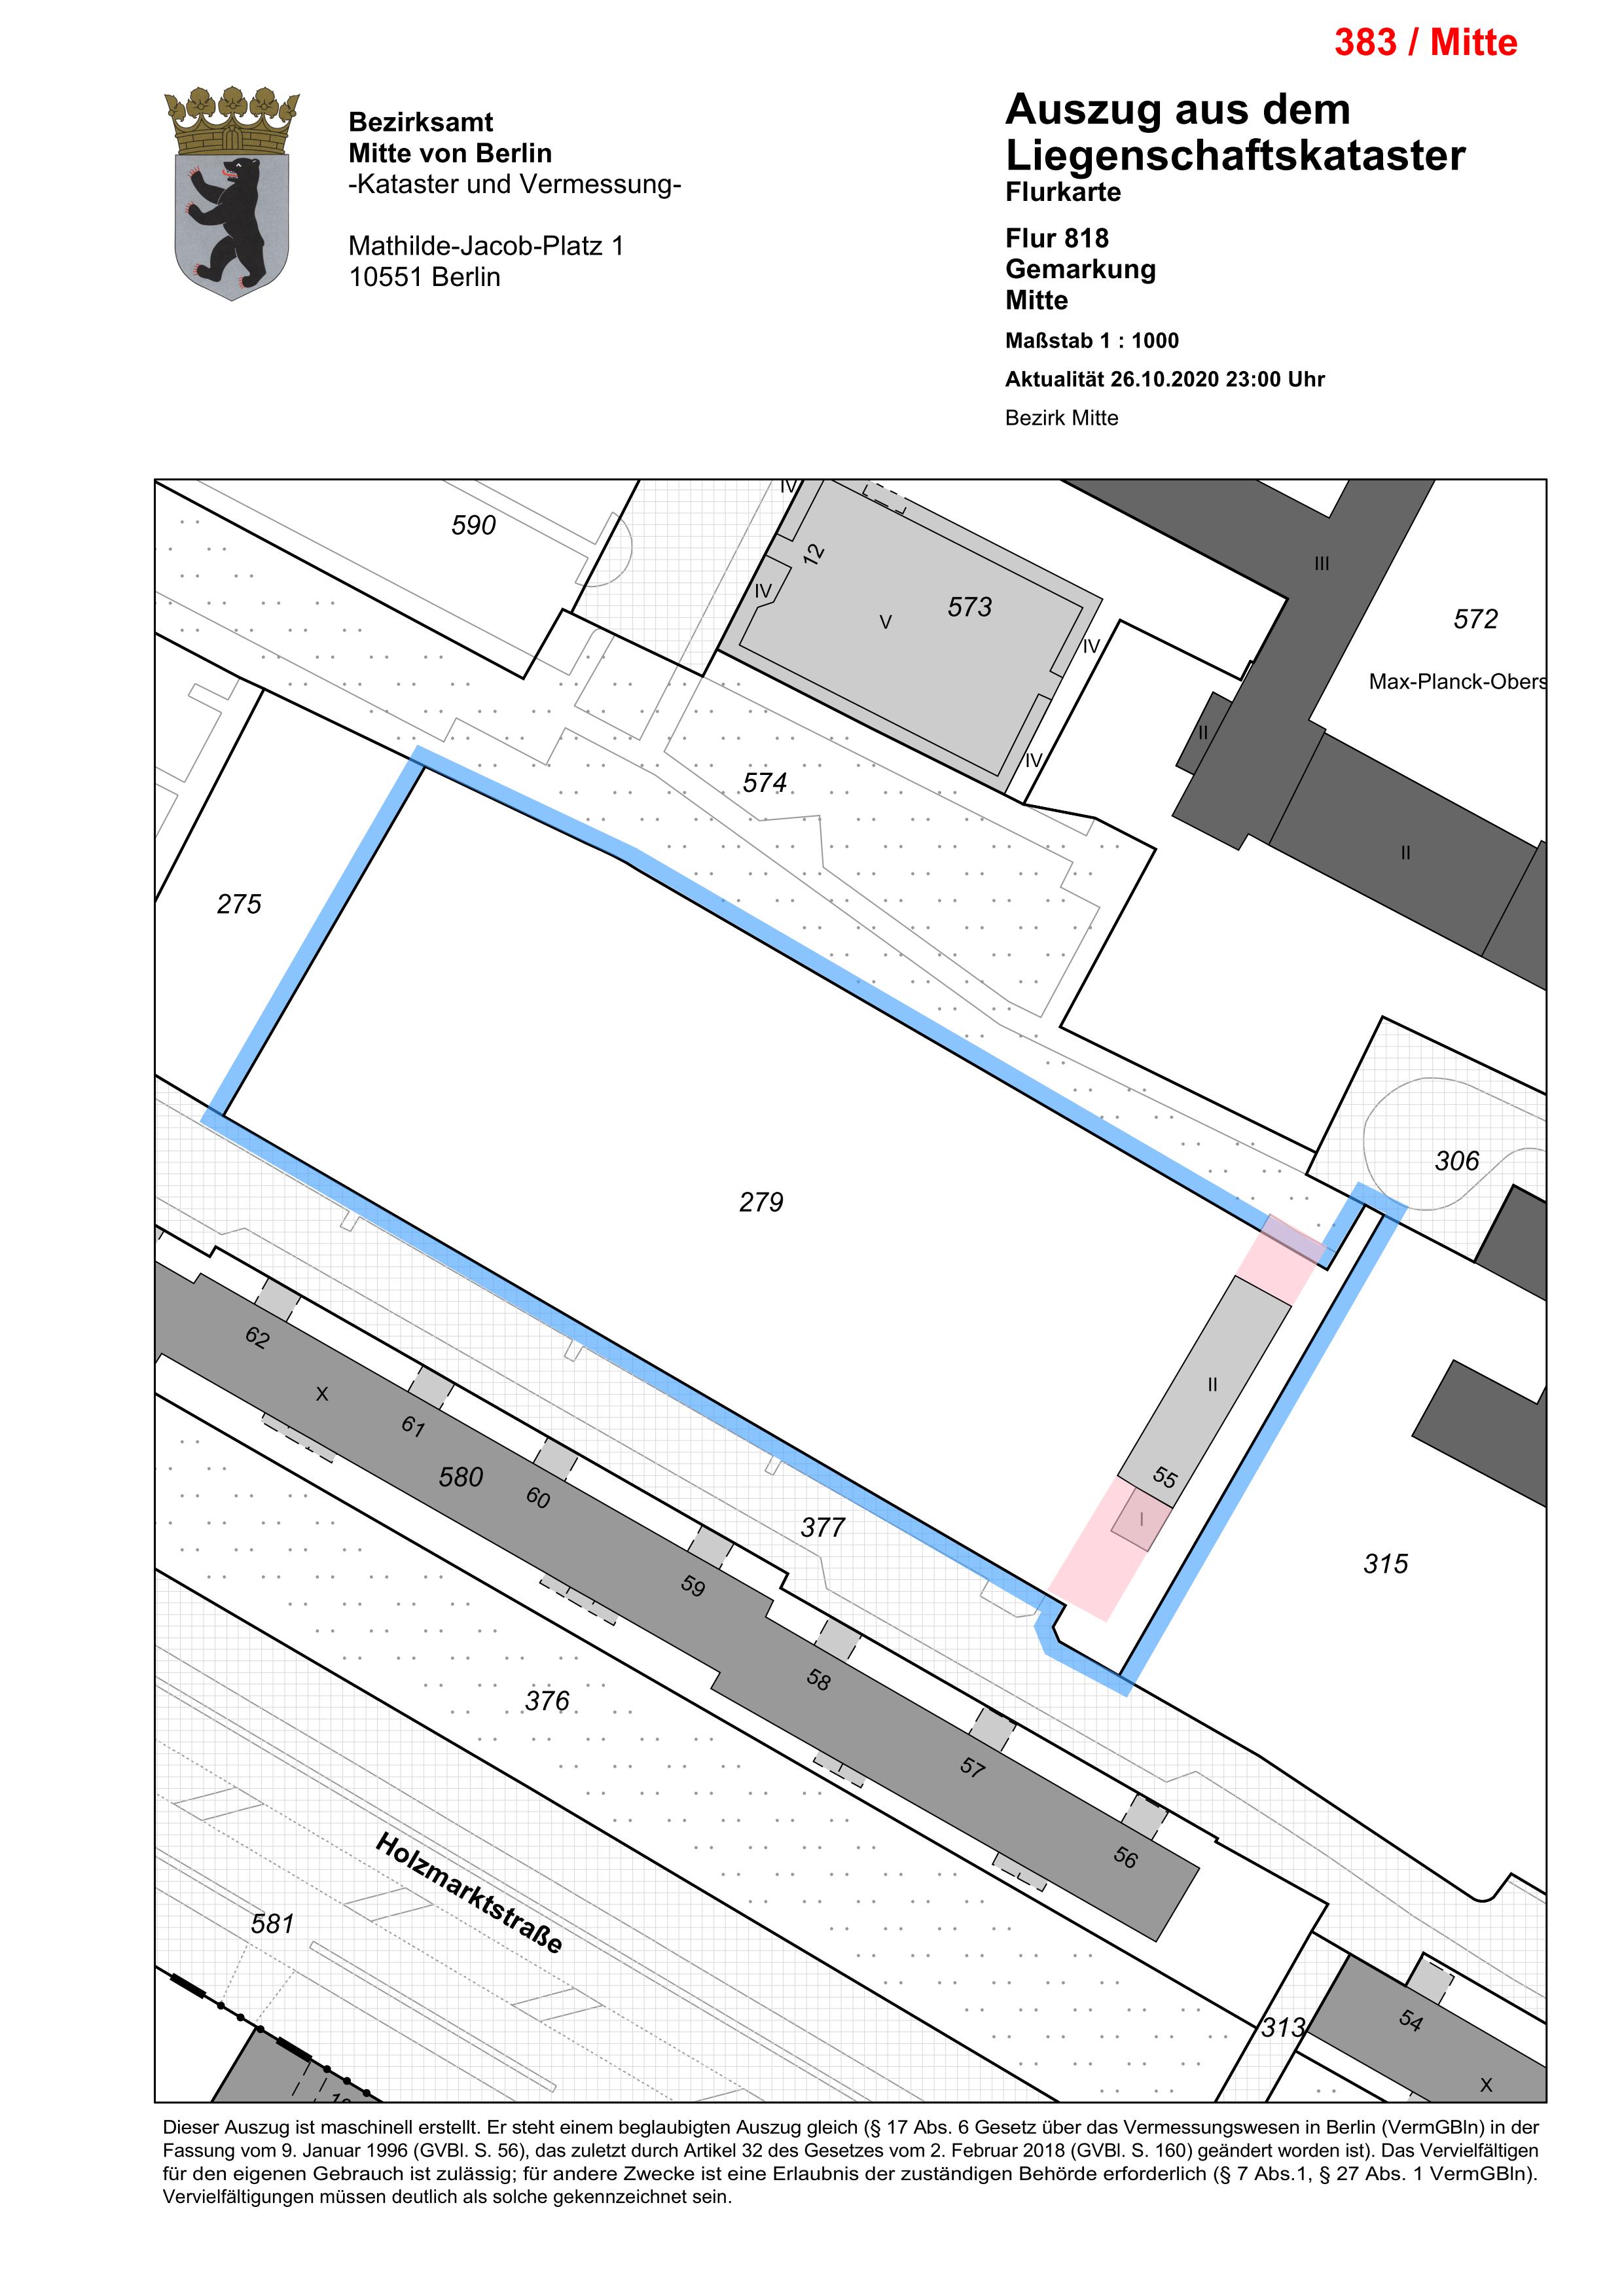 383 / Mitte
Bezirksamt
Mitte von Berlin
-Kataster und Vermessung-
Mathilde-Jacob-Platz 1
10551 Berlin
Auszug aus dem
Liegenschaftskataster
Flurkarte
Flur 818
Gemarkung
Mitte
Maßstab 1 : 1000
Aktualität 26.10.2020 23:00 Uhr
Bezirk Mitte
IV
590
12
III
IV
573
V
572
IV
Max-Planck-Obers
II
IV
574
II
275
306
279
62
II
X
61
55
580
60
I
377
315
59
58
376
57
56
Holzmarktstraße
581
313
54
X
Dieser Auszug ist maschinell erstellt. Er steht einem beglaubigten Auszug gleich (§ 17 Abs. 6 Gesetz über das Vermessungswesen in Berlin (VermGBln) in der
Fassung vom 9. Januar 1996 (GVBl. S. 56), das zuletzt durch Artikel 32 des Gesetzes vom 2. Februar 2018 (GVBl. S. 160) geändert worden ist). Das Vervielfältigen
für den eigenen Gebrauch ist zulässig; für andere Zwecke ist eine Erlaubnis der zuständigen Behörde erforderlich (§ 7 Abs.1, § 27 Abs. 1 VermGBln).
Vervielfältigungen müssen deutlich als solche gekennzeichnet sein.